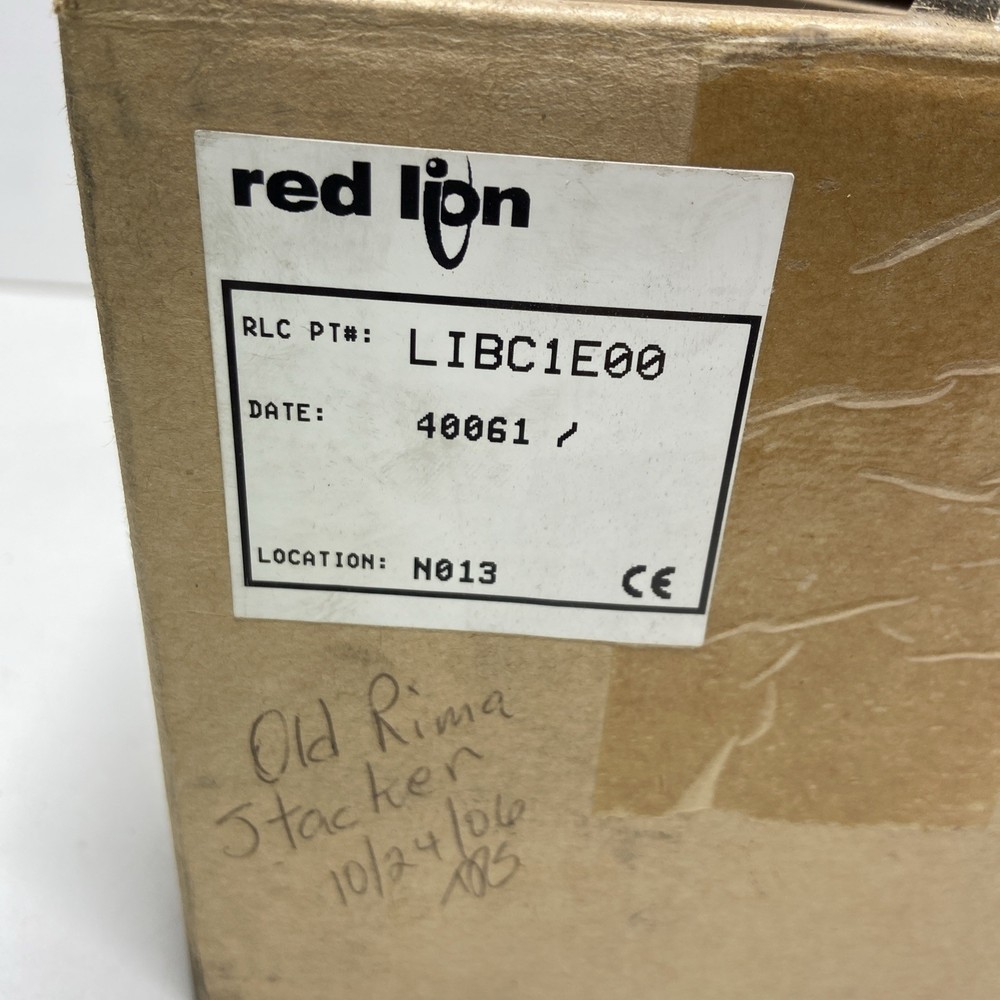 red lion
RLC PT#: LIBC1E00
DATE: 40061 /
LOCATION: N013 CE
Old Rima
Stacker
10/24/06